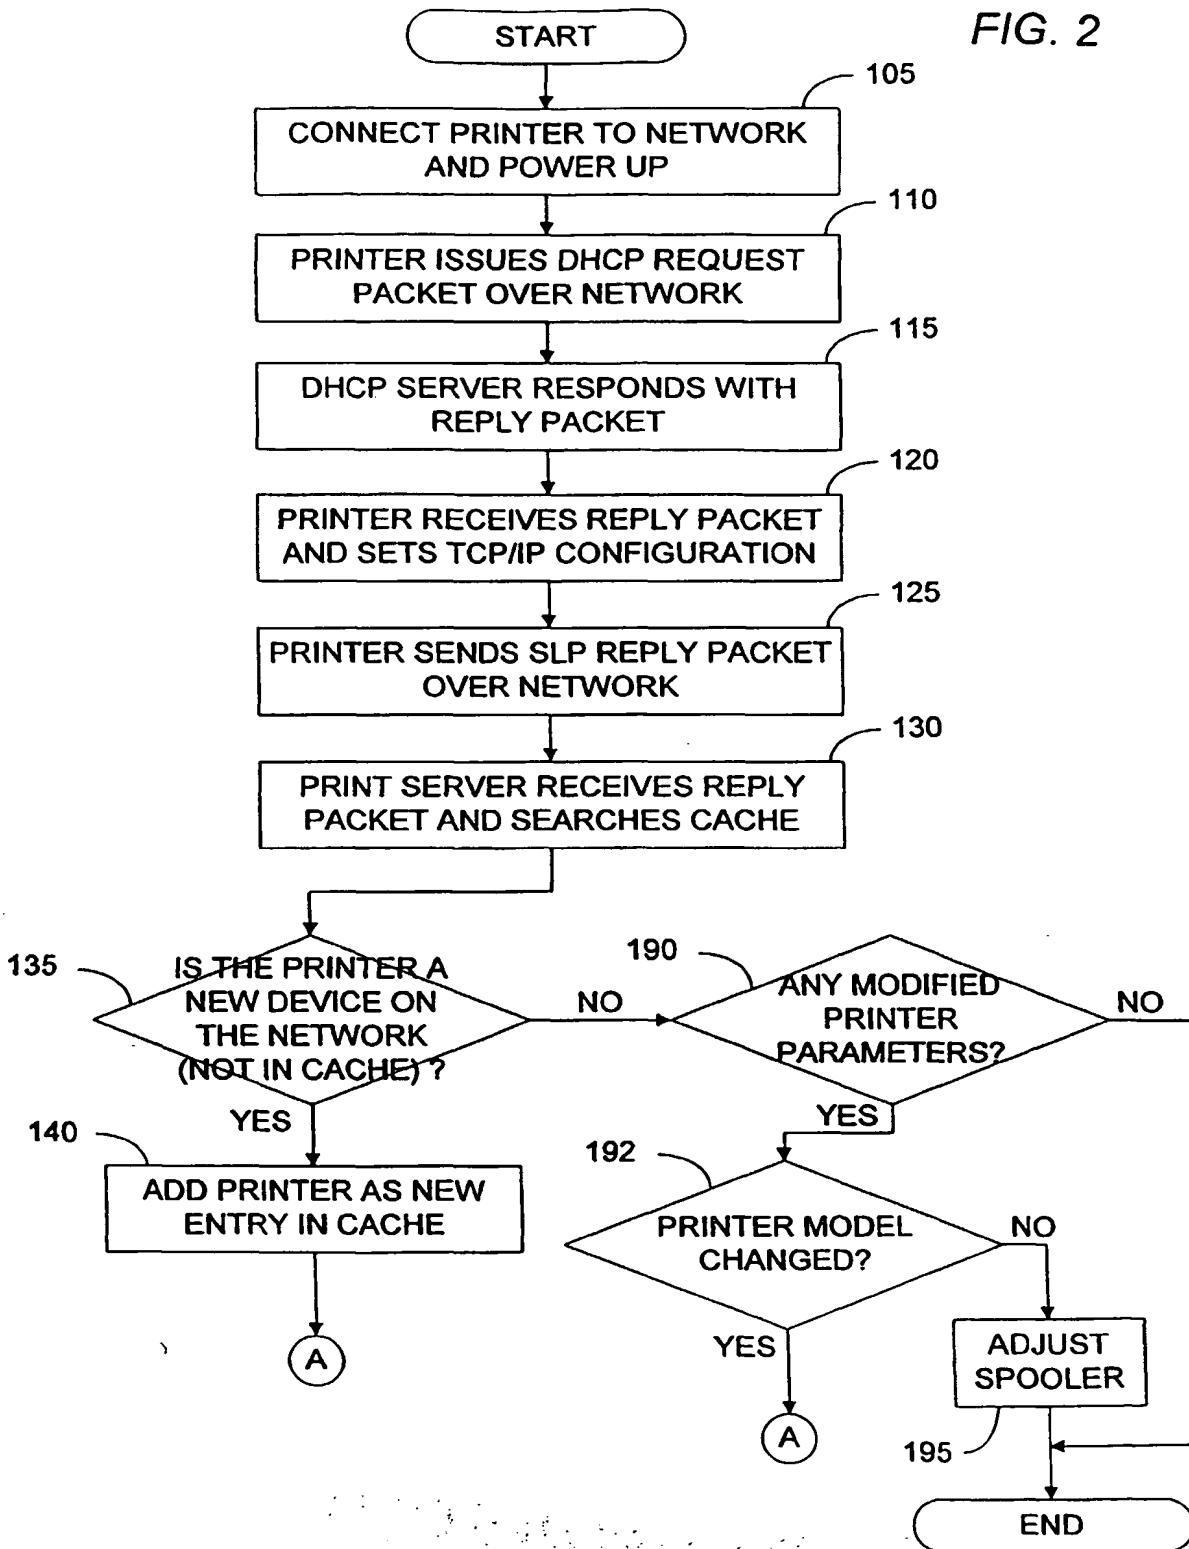 FIG. 2
START
105
CONNECT PRINTER TO NETWORK
AND POWER UP
110
PRINTER ISSUES DHCP REQUEST
PACKET OVER NETWORK
115
DHCP SERVER RESPONDS WITH
REPLY PACKET
120
PRINTER RECEIVES REPLY PACKET
AND SETS TCP/IP CONFIGURATION
125
PRINTER SENDS SLP REPLY PACKET
OVER NETWORK
130
PRINT SERVER RECEIVES REPLY
PACKET AND SEARCHES CACHE
135
IS THE PRINTER A
NEW DEVICE ON
THE NETWORK
(NOT IN CACHE) ?
NO
190
ANY MODIFIED
PRINTER
PARAMETERS?
NO
YES
140
ADD PRINTER AS NEW
ENTRY IN CACHE
A
YES
192
PRINTER MODEL
CHANGED?
NO
YES
A
ADJUST
SPOOLER
195
END